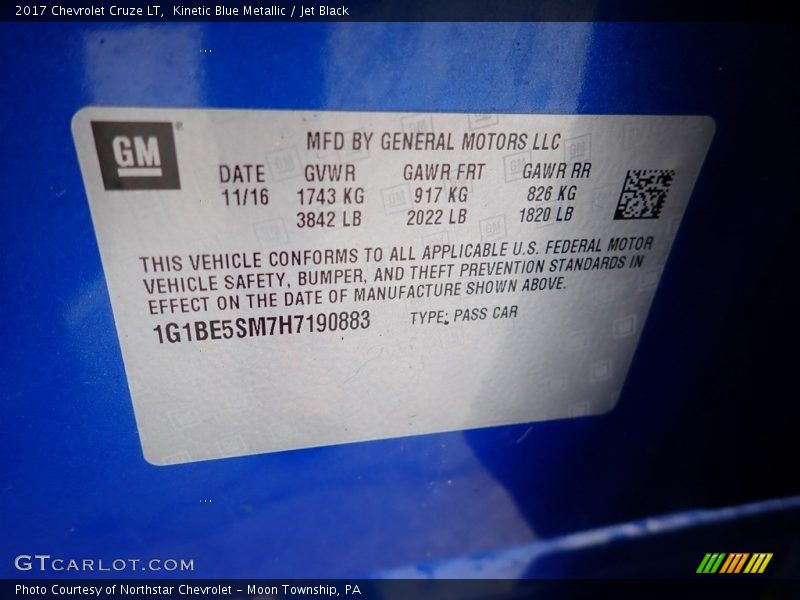 2017 Chevrolet Cruze LT,  Kinetic Blue Metallic / Jet Black
GM
MFD BY GENERAL MOTORS LLC
DATE GVWR GAWR FRT GAWR RR
11/16 1743 KG 917 KG 826 KG
3842 LB 2022 LB 1820 LB
THIS VEHICLE CONFORMS TO ALL APPLICABLE U.S. FEDERAL MOTOR
VEHICLE SAFETY, BUMPER, AND THEFT PREVENTION STANDARDS IN
EFFECT ON THE DATE OF MANUFACTURE SHOWN ABOVE.
1G1BE5SM7H7190883 TYPE: PASS CAR
GTCARLOT.COM
Photo Courtesy of Northstar Chevrolet - Moon Township, PA